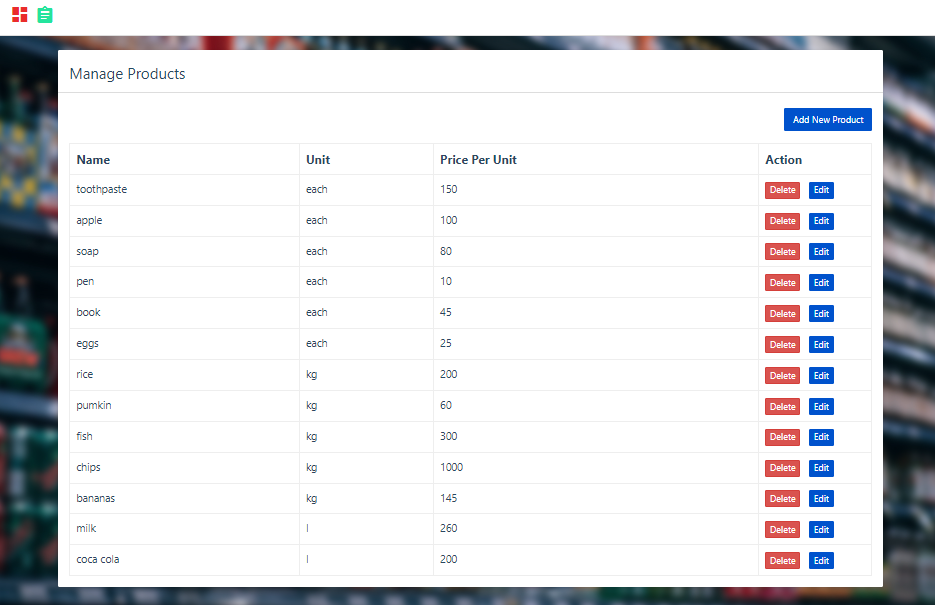 Manage Products
Add New Product
Name Unit Price Per Unit Action
toothpaste each 150 Delete Edit
apple each 100 Delete Edit
soap each 80 Delete Edit
pen each 10 Delete Edit
book each 45 Delete Edit
eggs each 25 Delete Edit
rice kg 200 Delete Edit
pumkin kg 60 Delete Edit
fish kg 300 Delete Edit
chips kg 1000 Delete Edit
bananas kg 145 Delete Edit
milk l 260 Delete Edit
coca cola l 200 Delete Edit